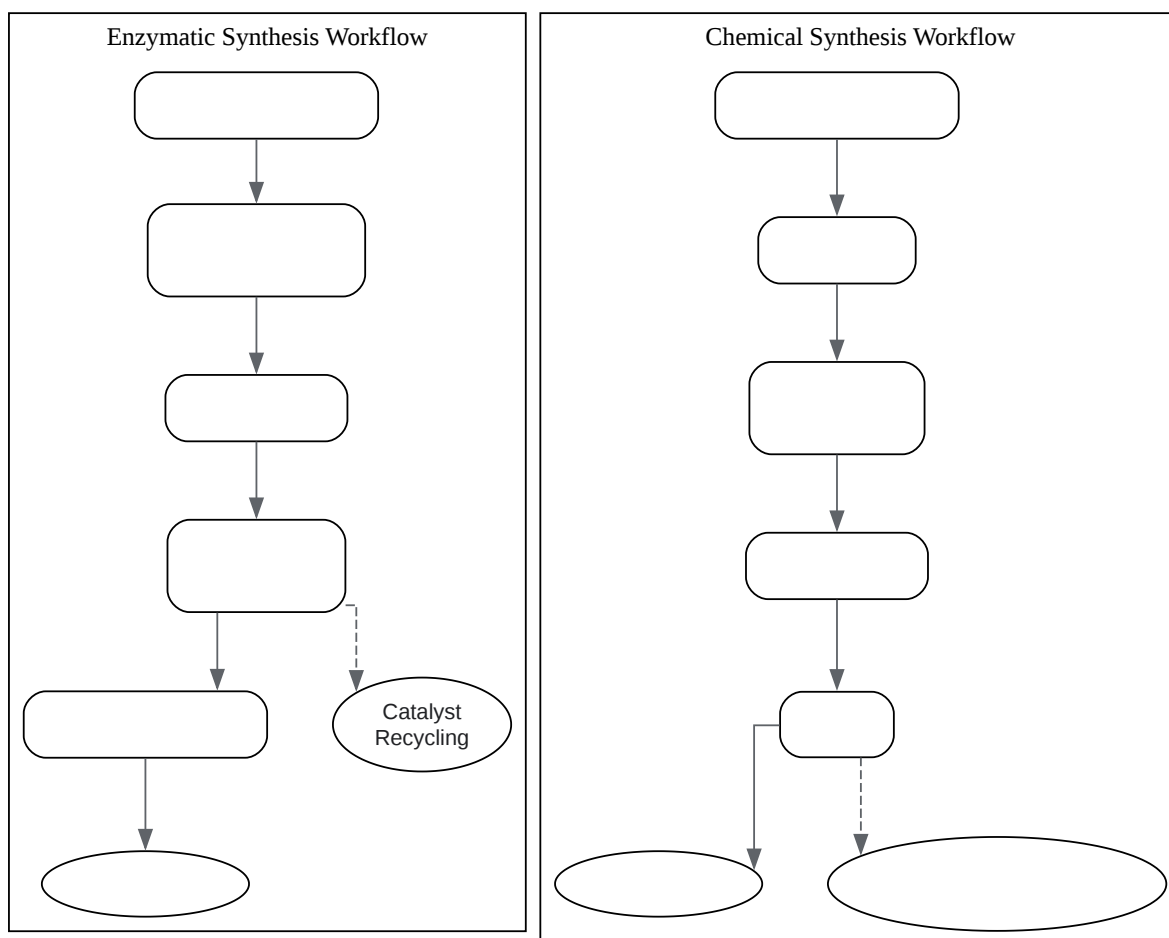 Enzymatic Synthesis Workflow
Chemical Synthesis Workflow
Catalyst
Recycling